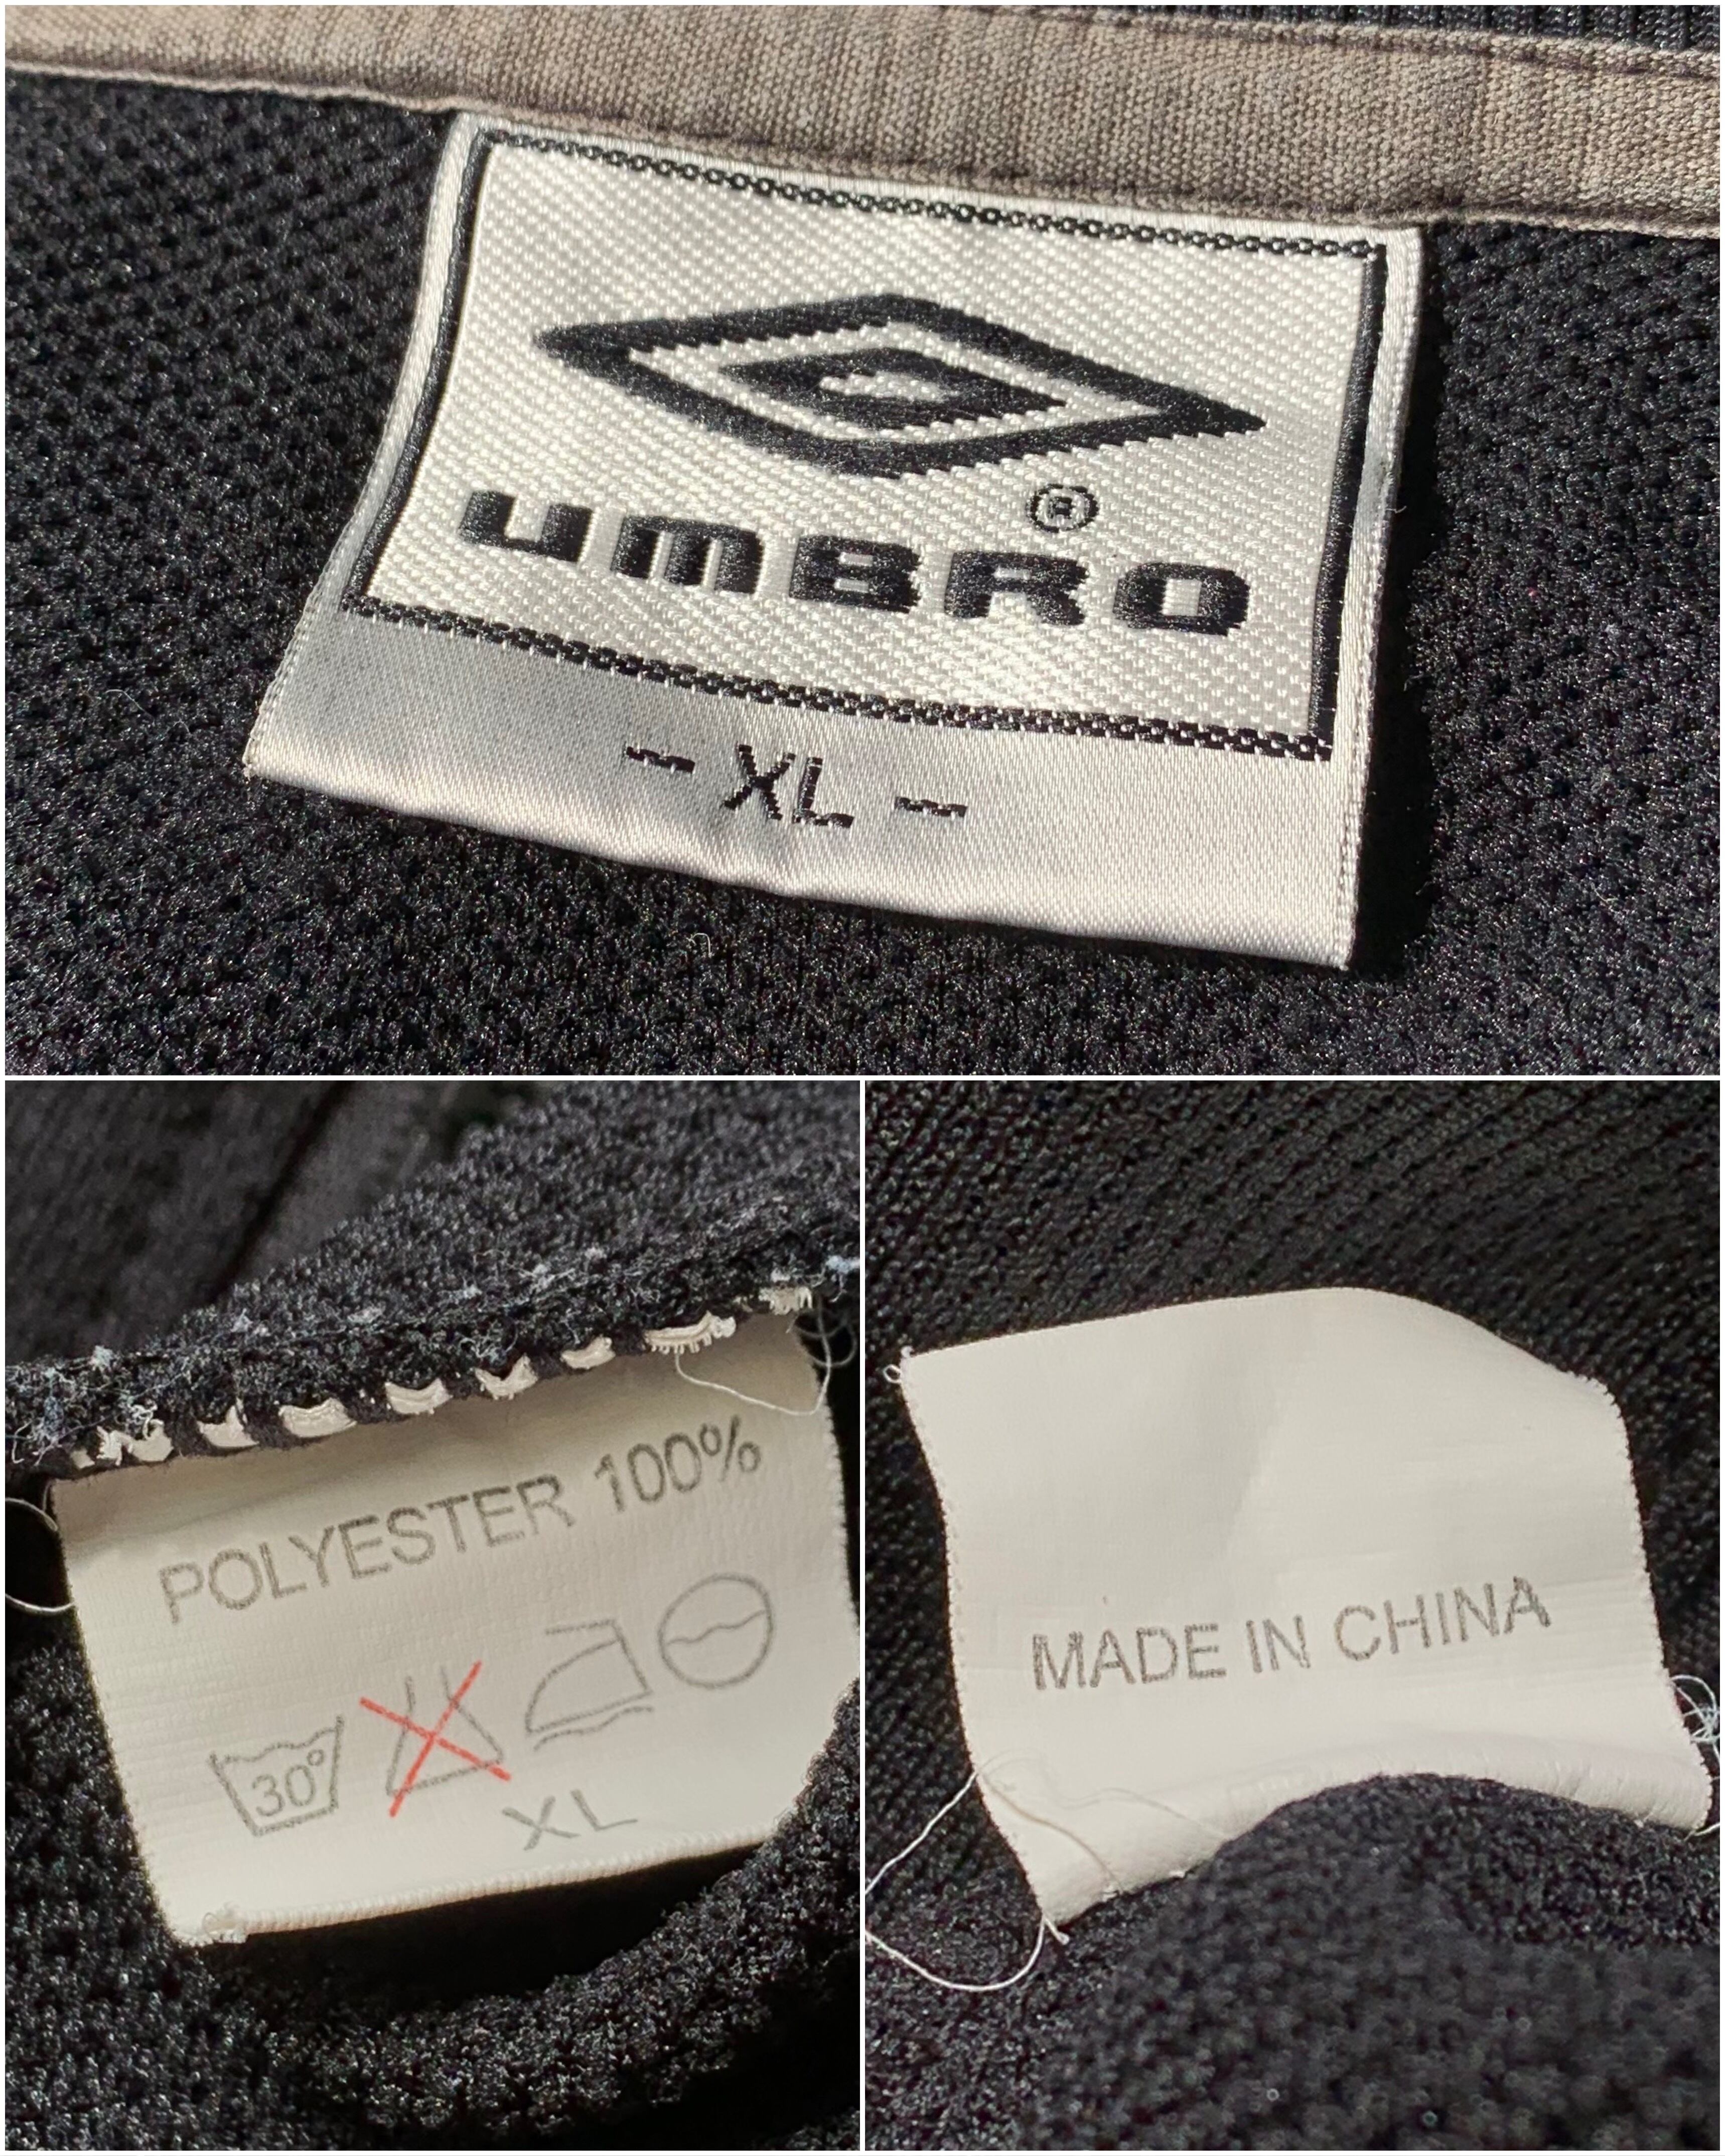 ®
UMBRO
- XL -
POLYESTER 100%
30°
XL
MADE IN CHINA